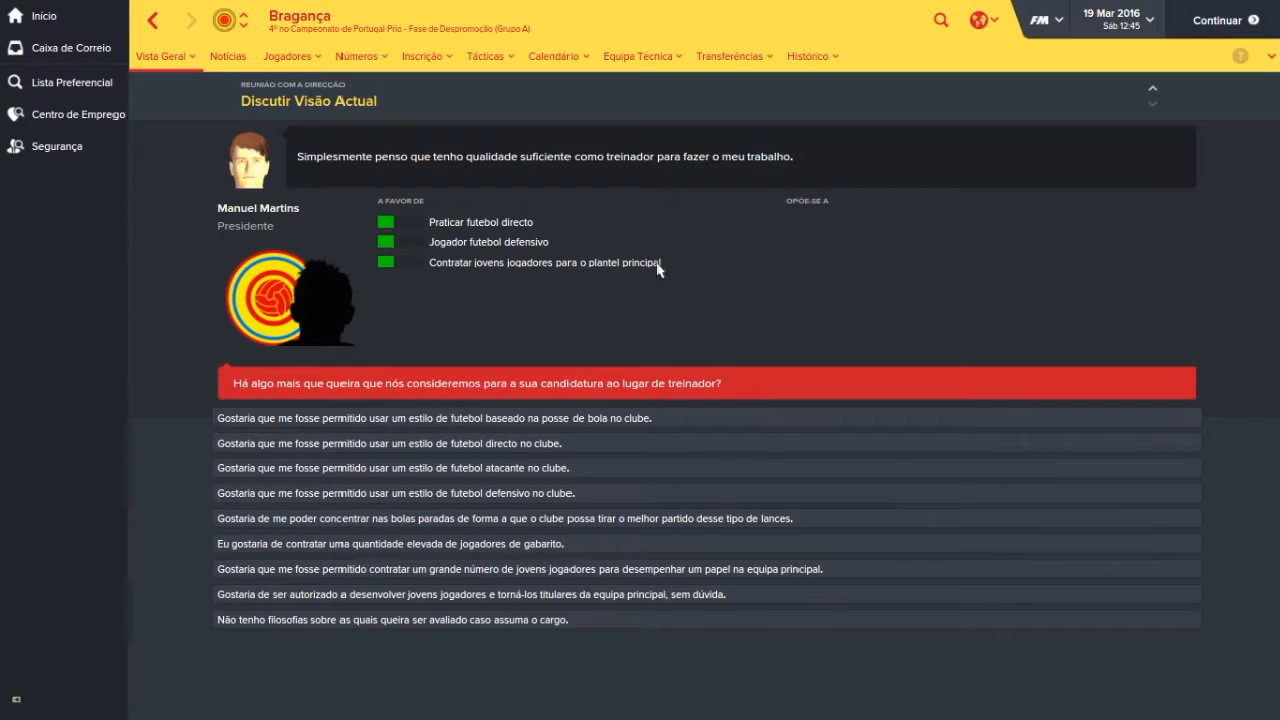 Início
Bragança
4º no Campeonato de Portugal Prio - Fase de Despromoção (Grupo A)
FM
19 Mar 2016
Sáb 12:45
Continuar
Caixa de Correio
Vista Geral
Notícias
Jogadores
Números
Inscrição
Tácticas
Calendário
Equipa Técnica
Transferências
Histórico
?
Lista Preferencial
Centro de Emprego
Segurança
REUNIÃO COM A DIRECÇÃO
Discutir Visão Actual
Simplesmente penso que tenho qualidade suficiente como treinador para fazer o meu trabalho.
Manuel Martins
Presidente
A FAVOR DE
OPÕE-SE A
Praticar futebol directo
Jogador futebol defensivo
Contratar jovens jogadores para o plantel principal
Há algo mais que queira que nós consideremos para a sua candidatura ao lugar de treinador?
Gostaria que me fosse permitido usar um estilo de futebol baseado na posse de bola no clube.
Gostaria que me fosse permitido usar um estilo de futebol directo no clube.
Gostaria que me fosse permitido usar um estilo de futebol atacante no clube.
Gostaria que me fosse permitido usar um estilo de futebol defensivo no clube.
Gostaria de me poder concentrar nas bolas paradas de forma a que o clube possa tirar o melhor partido desse tipo de lances.
Eu gostaria de contratar uma quantidade elevada de jogadores de gabarito.
Gostaria que me fosse permitido contratar um grande número de jovens jogadores para desempenhar um papel na equipa principal.
Gostaria de ser autorizado a desenvolver jovens jogadores e torná-los titulares da equipa principal, sem dúvida.
Não tenho filosofias sobre as quais queira ser avaliado caso assuma o cargo.